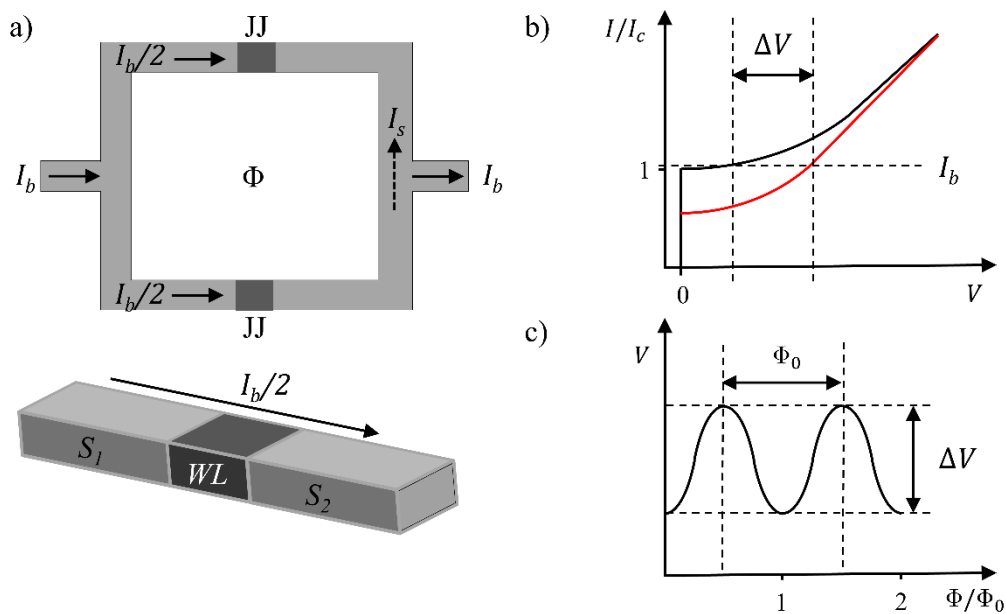 a)
JJ
I_b/2
I_s
I_b
Φ
I_b
I_b/2
JJ
I_b/2
S_1
WL
S_2
b)
I/I_c
ΔV
1
I_b
0
V
c)
V
Φ_0
ΔV
1
2
Φ/Φ_0